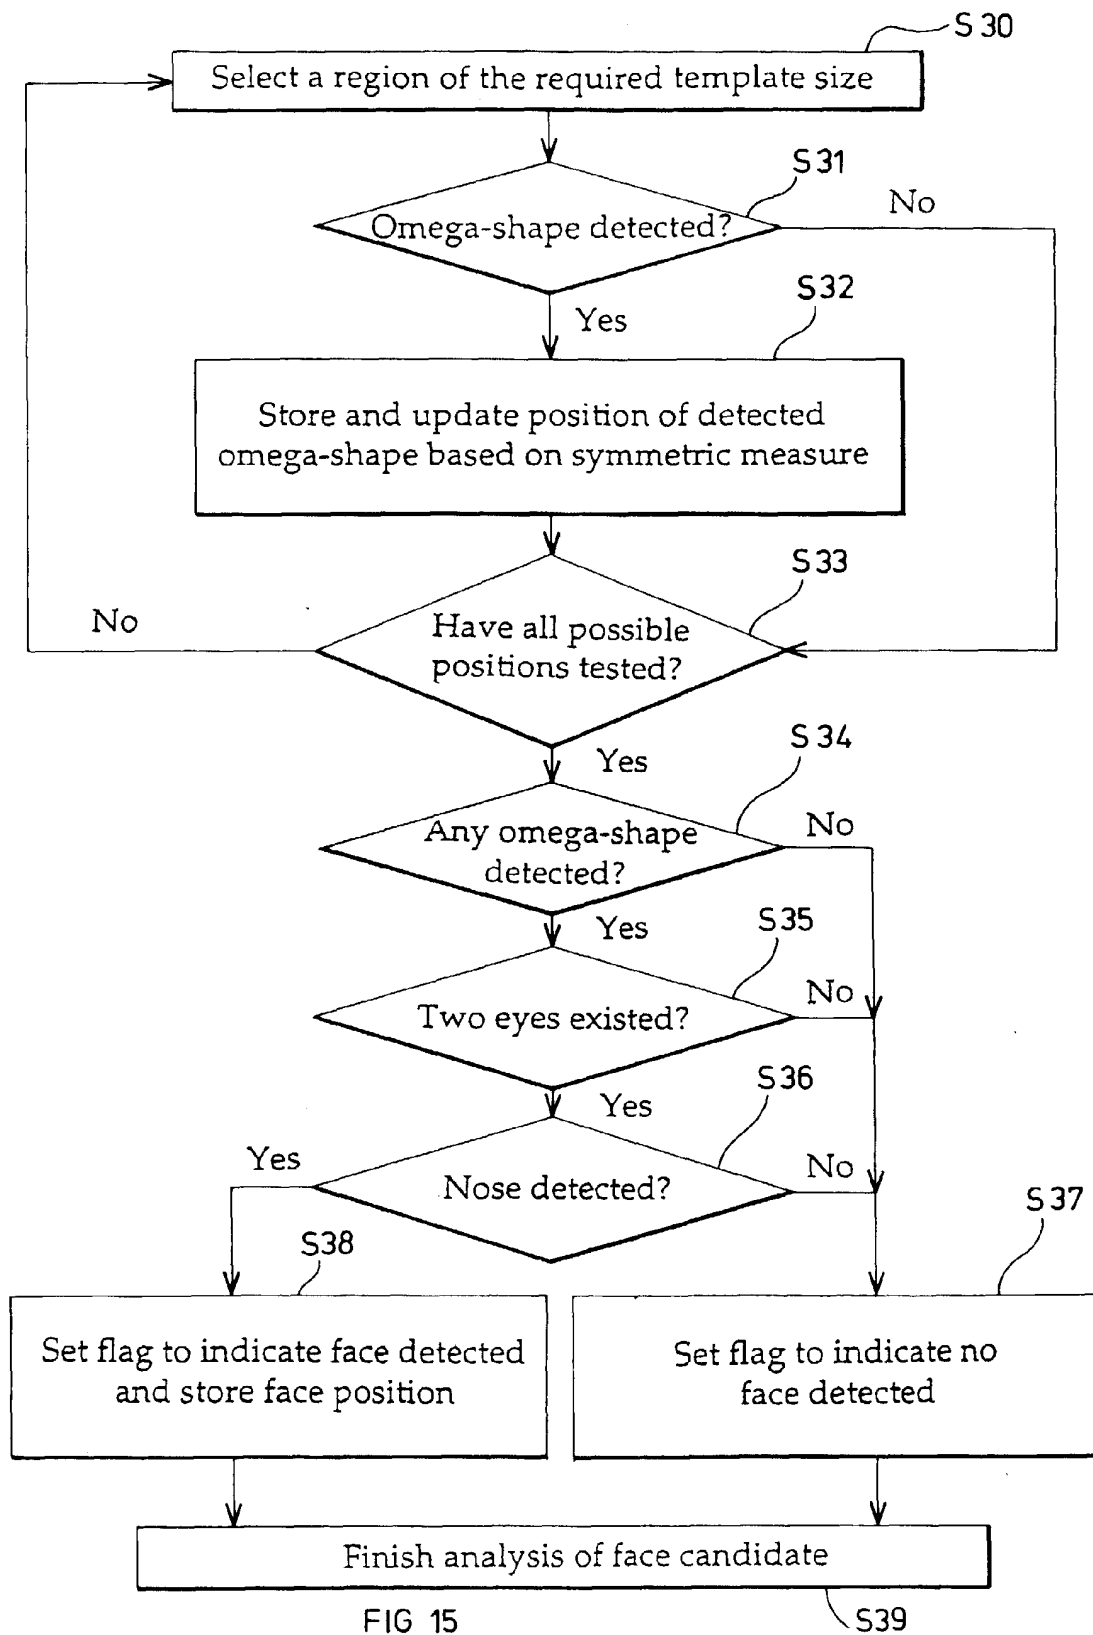 S30
Select a region of the required template size
S31
Omega-shape detected?
No
S32
Yes
Store and update position of detected
omega-shape based on symmetric measure
S33
No
Have all possible
positions tested?
S34
Yes
Any omega-shape
detected?
No
S35
Yes
Two eyes existed?
No
S36
Yes
Yes
Nose detected?
No
S37
S38
Set flag to indicate face detected
and store face position
Set flag to indicate no
face detected
Finish analysis of face candidate
FIG 15
S39